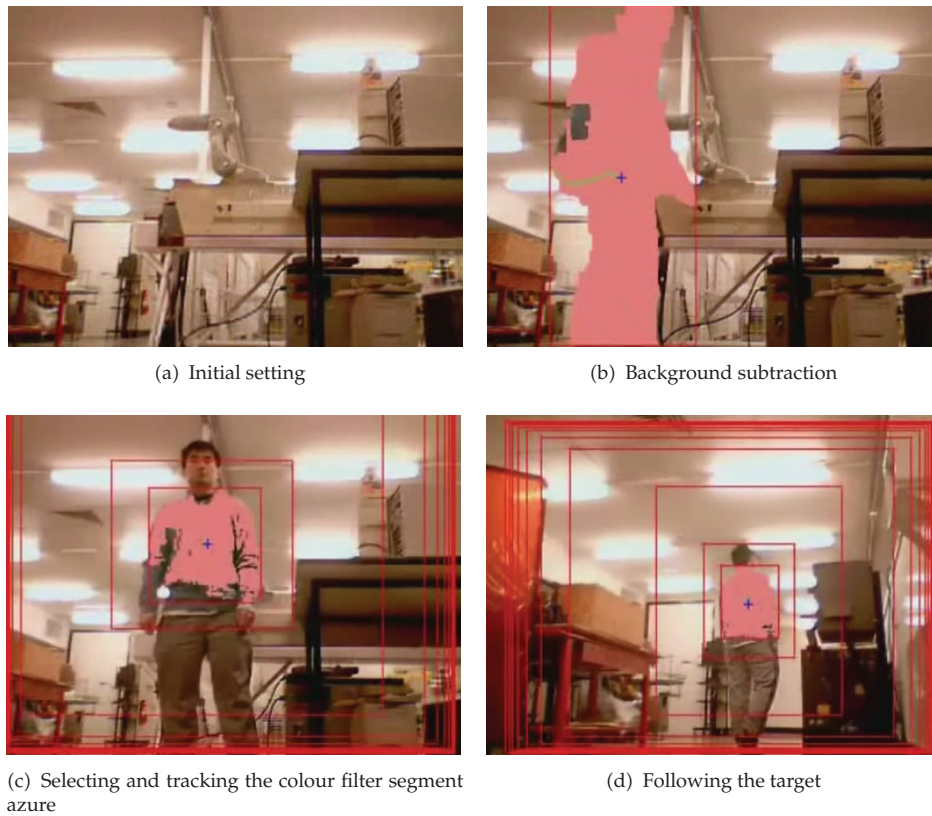 (a) Initial setting
(b) Background subtraction
(c) Selecting and tracking the colour filter segment
azure
(d) Following the target